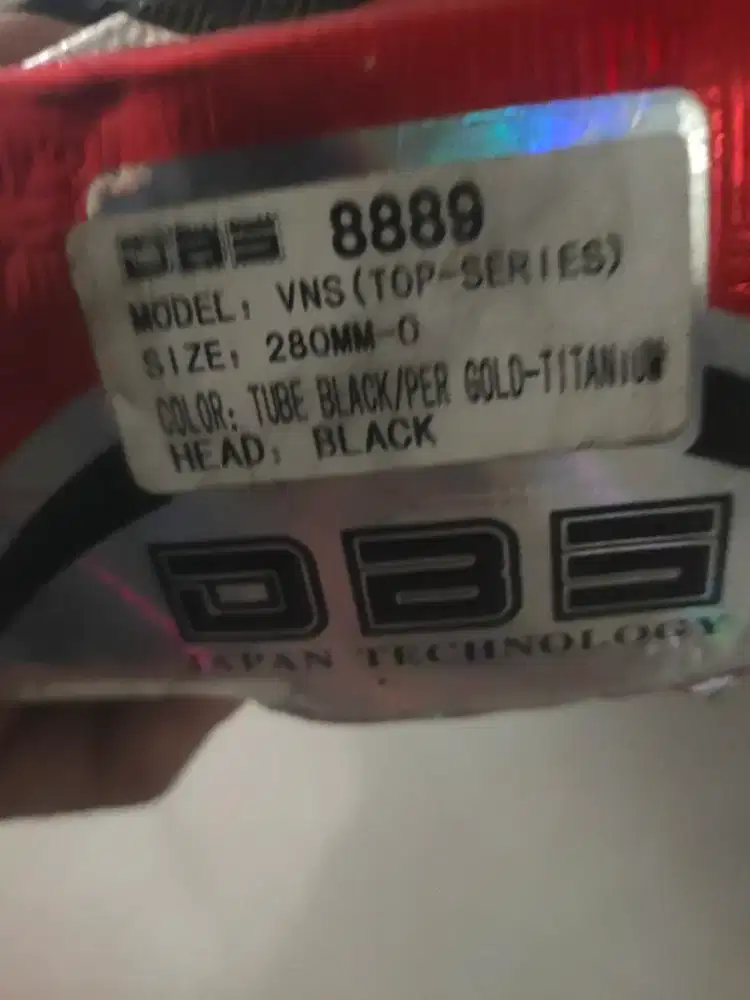 DBS 8889
MODEL: VNS(TOP-SERIES)
SIZE: 280MM-O
COLOR: TUBE BLACK/PER GOLD-TITANIUM
HEAD: BLACK
DBS
JAPAN TECHNOLOGY